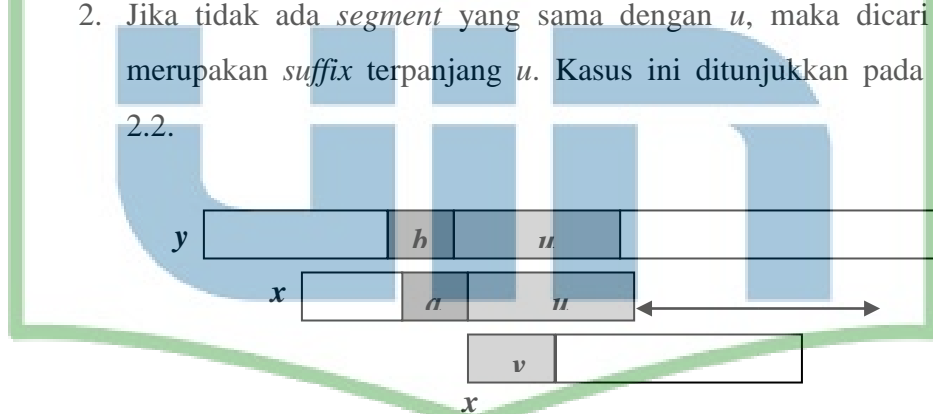 2. Jika tidak ada segment yang sama dengan u, maka dicari
merupakan suffix terpanjang u. Kasus ini ditunjukkan pada
2.2.
y b u
x a u
v
x